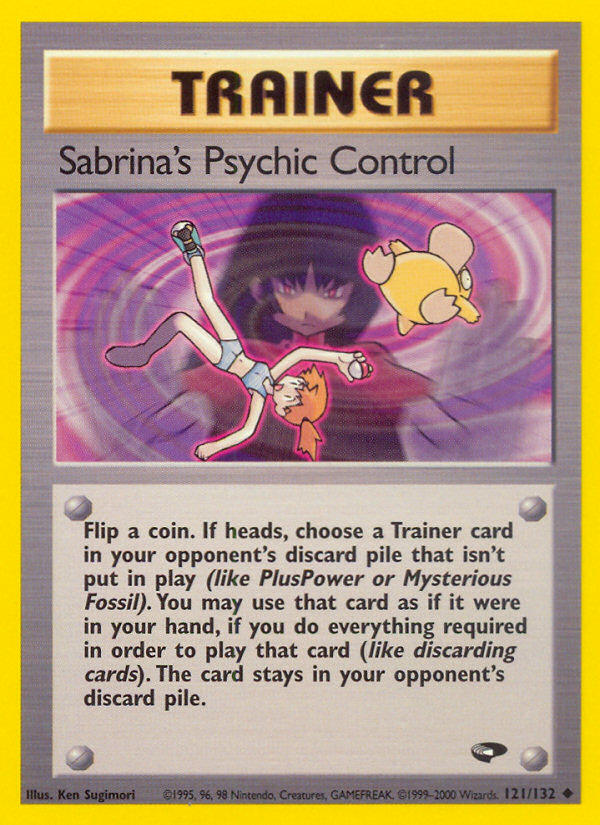 TRAINER
Sabrina's Psychic Control
Flip a coin. If heads, choose a Trainer card
in your opponent's discard pile that isn't
put in play (like PlusPower or Mysterious
Fossil). You may use that card as if it were
in your hand, if you do everything required
in order to play that card (like discarding
cards). The card stays in your opponent's
discard pile.
Illus. Ken Sugimori ©1995, 96, 98 Nintendo, Creatures, GAMEFREAK. ©1999–2000 Wizards. 121/132 ◆